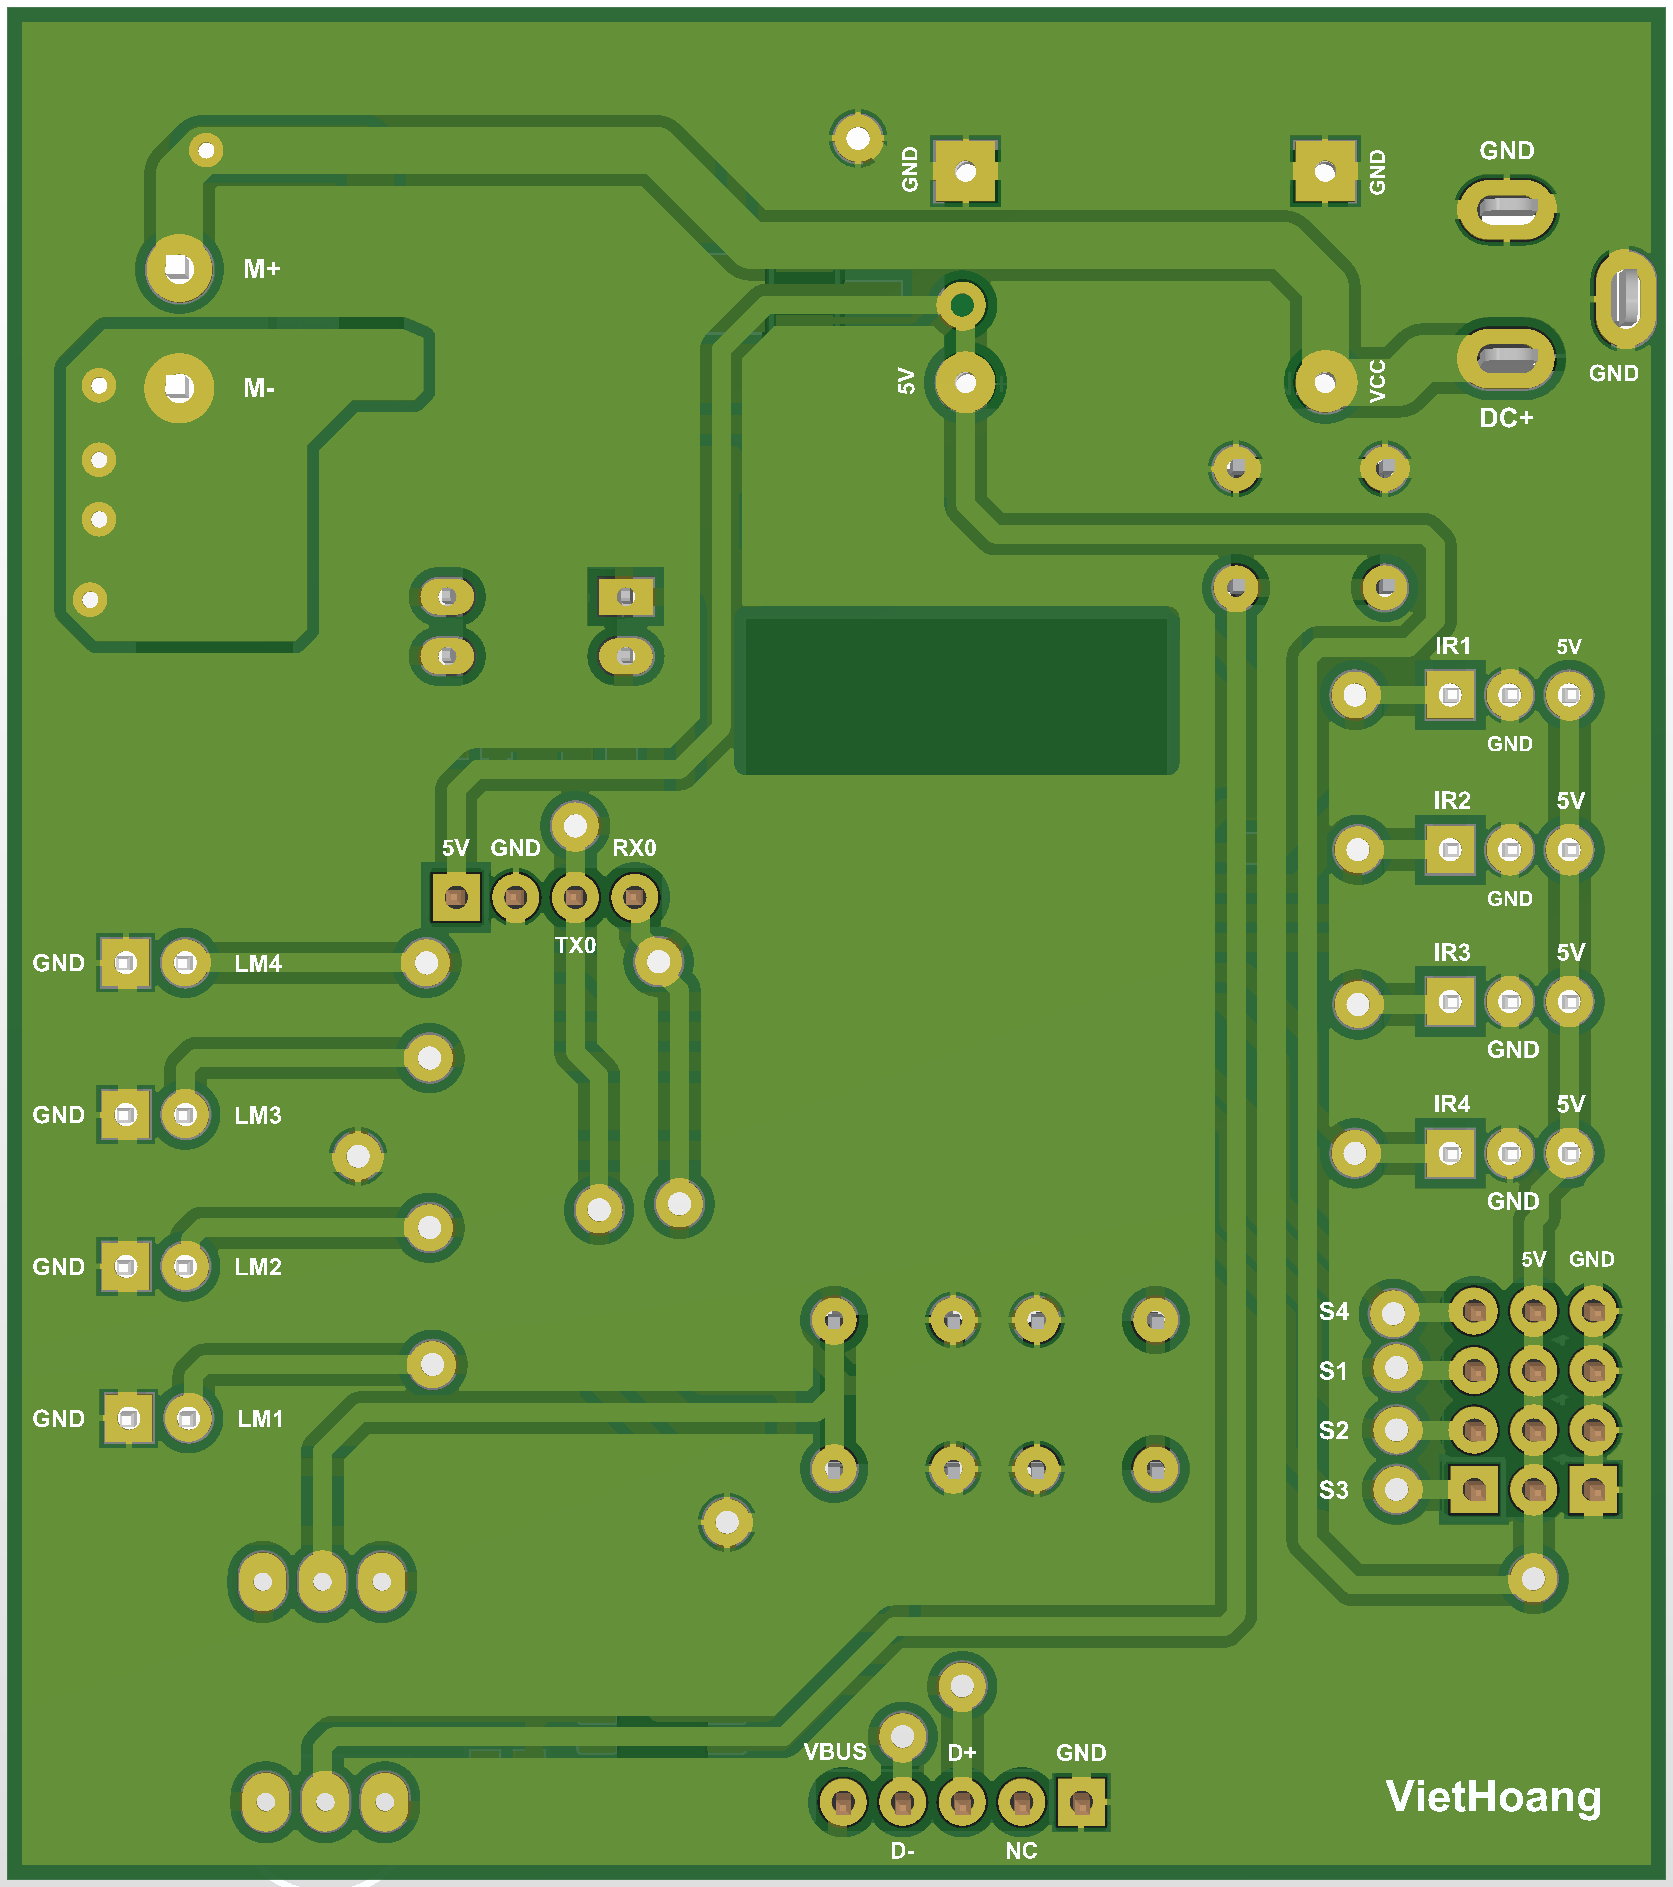 GND
GND
GND
M+
GND
5V
VCC
M-
DC+
IR1
5V
GND
IR2
5V
5V
GND
RX0
GND
TX0
IR3
5V
GND
LM4
GND
IR4
5V
GND
LM3
GND
5V
GND
GND
LM2
S4
S1
GND
LM1
S2
S3
VBUS
D+
GND
VietHoang
D-
NC